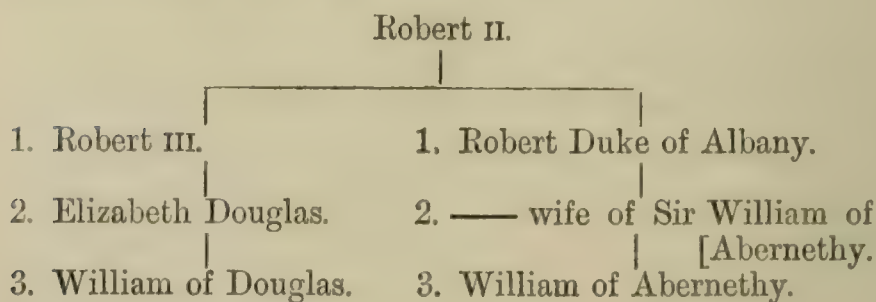 Robert II.
1. Robert III. 1. Robert Duke of Albany.
2. Elizabeth Douglas. 2. —— wife of Sir William of
[Abernethy.
3. William of Douglas. 3. William of Abernethy.